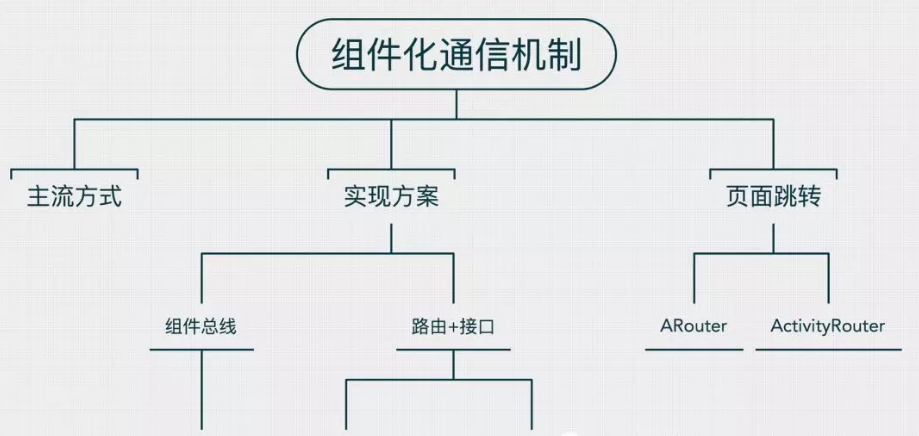 组件化通信机制
主流方式
实现方案
页面跳转
组件总线
路由+接口
ARouter
ActivityRouter